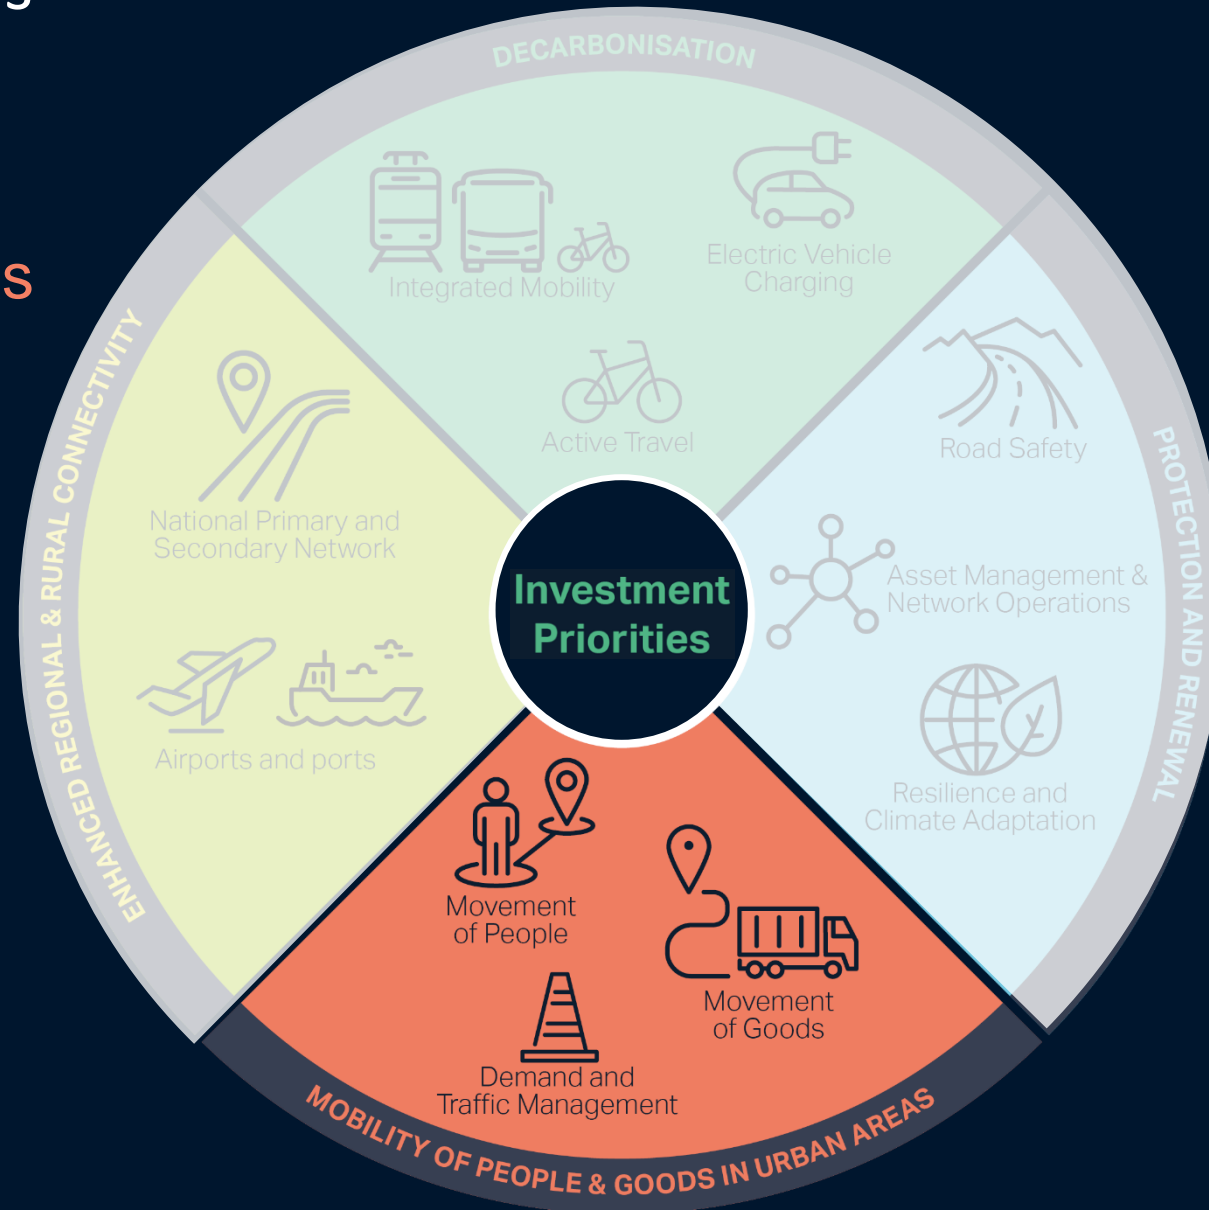 g
s
DECARBONISATION
Integrated Mobility
Electric Vehicle
Charging
Active Travel
ENHANCED REGIONAL & RURAL CONNECTIVITY
National Primary and
Secondary Network
Airports and ports
Investment
Priorities
PROTECTION AND RENEWAL
Road Safety
Asset Management &
Network Operations
Resilience and
Climate Adaptation
Movement
of People
Movement
of Goods
Demand and
Traffic Management
MOBILITY OF PEOPLE & GOODS IN URBAN AREAS